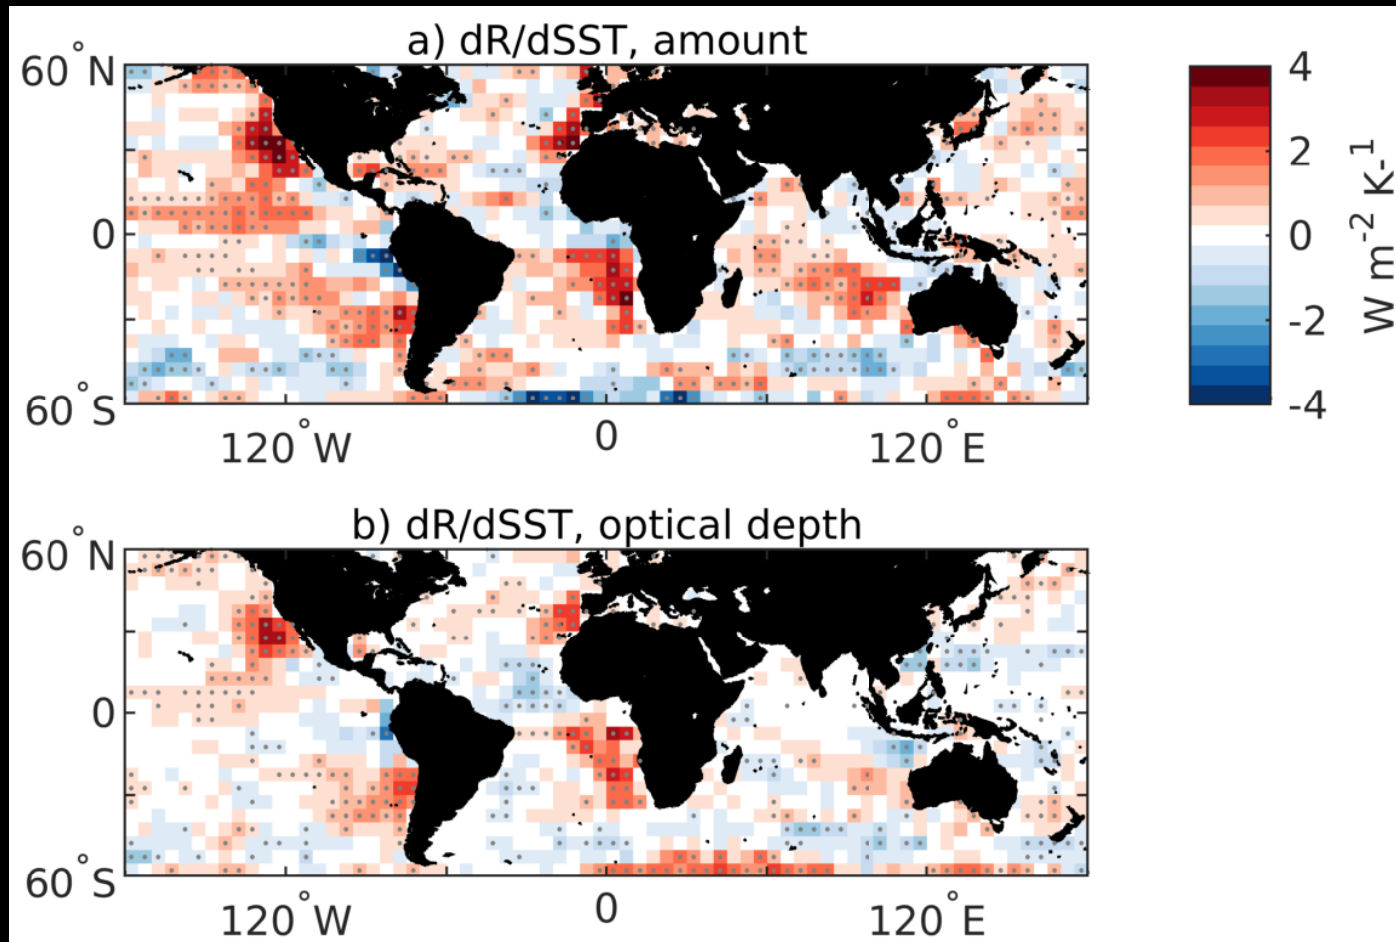 a) dR/dSST, amount
60°N
0
60°S
120°W
0
120°E
4
2
0
-2
-4
W m⁻² K-¹
b) dR/dSST, optical depth
60°N
0
60°S
120°W
0
120°E